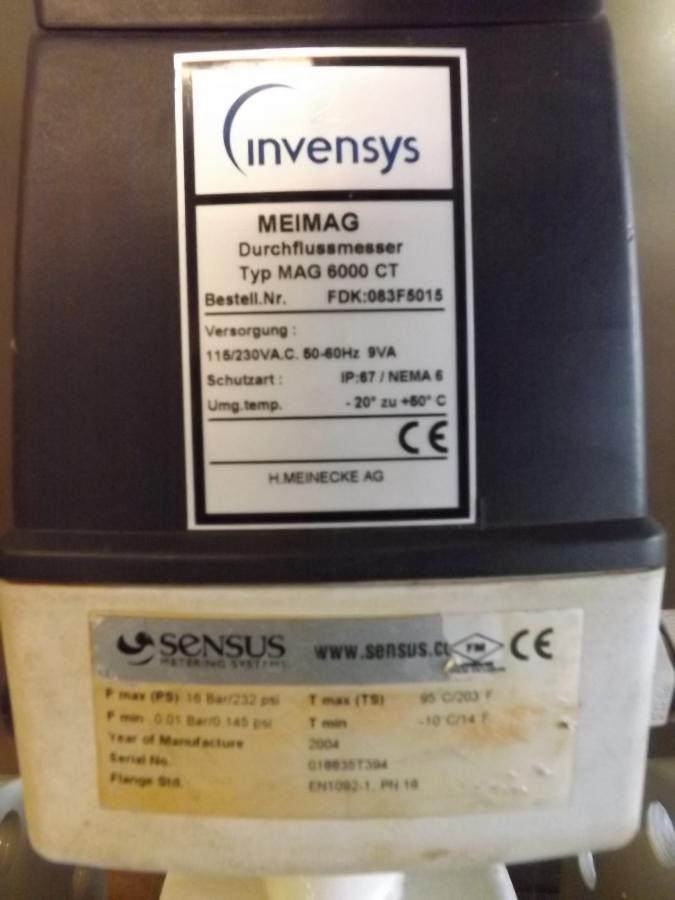 invensys
MEIMAG
Durchflussmesser
Typ MAG 6000 CT
Bestell.Nr. FDK:083F5015
Versorgung :
115/230VA.C. 50-60Hz 9VA
Schutzart : IP:67 / NEMA 6
Umg.temp. - 20° zu +50° C
CE
H.MEINECKE AG
SENSUS www.sensus.co FM CE
METERING SYSTEMS
P max (PS) 16 Bar/232 psi T max (TS) 95 C/203 F
P min 0.01 Bar/0.145 psi T min -10 C/14 F
Year of Manufacture 2004
Serial No. 018835T394
Flange Std. EN1092-1, PN 16